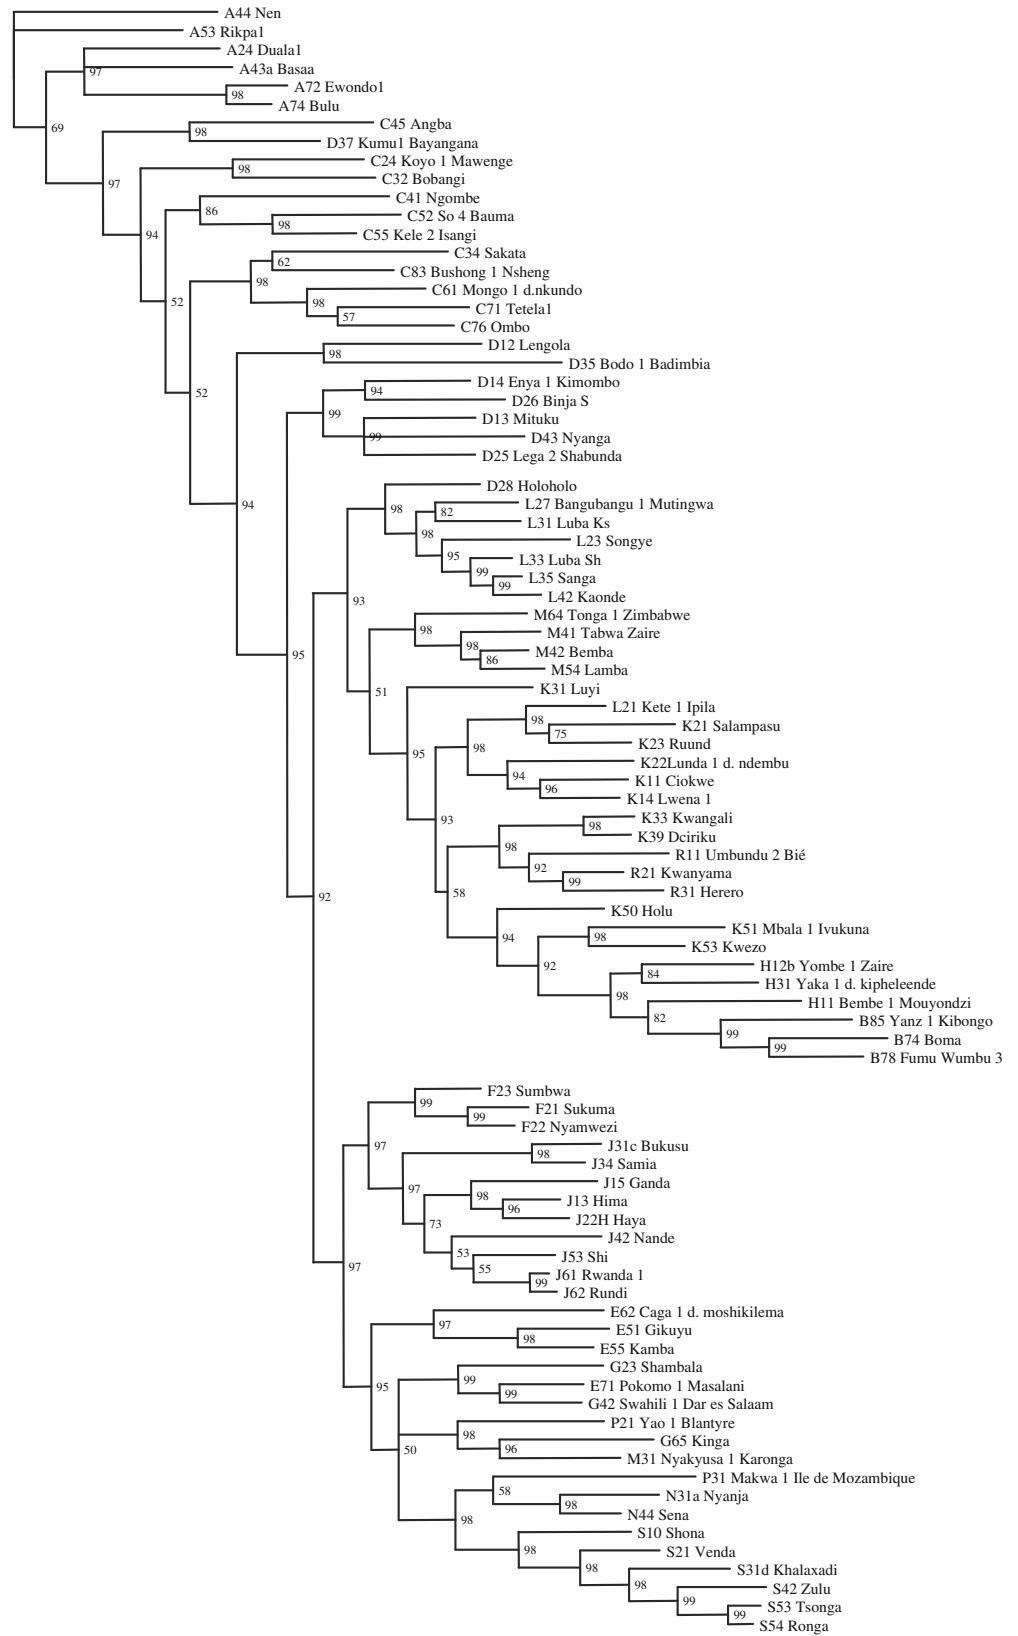 A44 Nen
A53 Rikpa1
A24 Duala1
97
A43a Basaa
A72 Ewondo1
98
A74 Bulu
69
C45 Angba
98
D37 Kumu1 Bayangana
97
C24 Koyo 1 Mawenge
98
C32 Bobangi
94
C41 Ngombe
86
C52 So 4 Bauma
98
C55 Kele 2 Isangi
52
C34 Sakata
62
C83 Bushong 1 Nsheng
98
C61 Mongo 1 d.nkundo
98
C71 Tetela1
57
C76 Ombo
52
D12 Lengola
98
D35 Bodo 1 Badimbia
94
D14 Enya 1 Kimombo
94
D26 Binja S
99
D13 Mituku
99
D43 Nyanga
D25 Lega 2 Shabunda
95
D28 Holoholo
98
L27 Bangubangu 1 Mutingwa
82
L31 Luba Ks
98
L23 Songye
95
L33 Luba Sh
99
L35 Sanga
99
L42 Kaonde
93
M64 Tonga 1 Zimbabwe
98
M41 Tabwa Zaire
98
M42 Bemba
86
M54 Lamba
51
K31 Luyi
95
L21 Kete 1 Ipila
98
K21 Salampasu
75
K23 Ruund
98
K22Lunda 1 d. ndembu
94
K11 Ciokwe
96
K14 Lwena 1
93
K33 Kwangali
98
K39 Dciriku
98
R11 Umbundu 2 Bié
92
R21 Kwanyama
99
R31 Herero
58
K50 Holu
94
K51 Mbala 1 Ivukuna
98
K53 Kwezo
92
H12b Yombe 1 Zaire
84
H31 Yaka 1 d. kipheleende
98
H11 Bembe 1 Mouyondzi
82
B85 Yanz 1 Kibongo
99
B74 Boma
99
B78 Fumu Wumbu 3
92
F23 Sumbwa
99
F21 Sukuma
99
F22 Nyamwezi
97
J31c Bukusu
98
J34 Samia
97
J15 Ganda
98
J13 Hima
96
J22H Haya
73
J42 Nande
53
J53 Shi
55
J61 Rwanda 1
99
J62 Rundi
97
E62 Caga 1 d. moshikilema
97
E51 Gikuyu
98
E55 Kamba
95
G23 Shambala
99
E71 Pokomo 1 Masalani
99
G42 Swahili 1 Dar es Salaam
P21 Yao 1 Blantyre
98
G65 Kinga
96
M31 Nyakyusa 1 Karonga
50
P31 Makwa 1 Ile de Mozambique
58
N31a Nyanja
98
N44 Sena
98
S10 Shona
98
S21 Venda
98
S31d Khalaxadi
98
S42 Zulu
99
S53 Tsonga
99
S54 Ronga